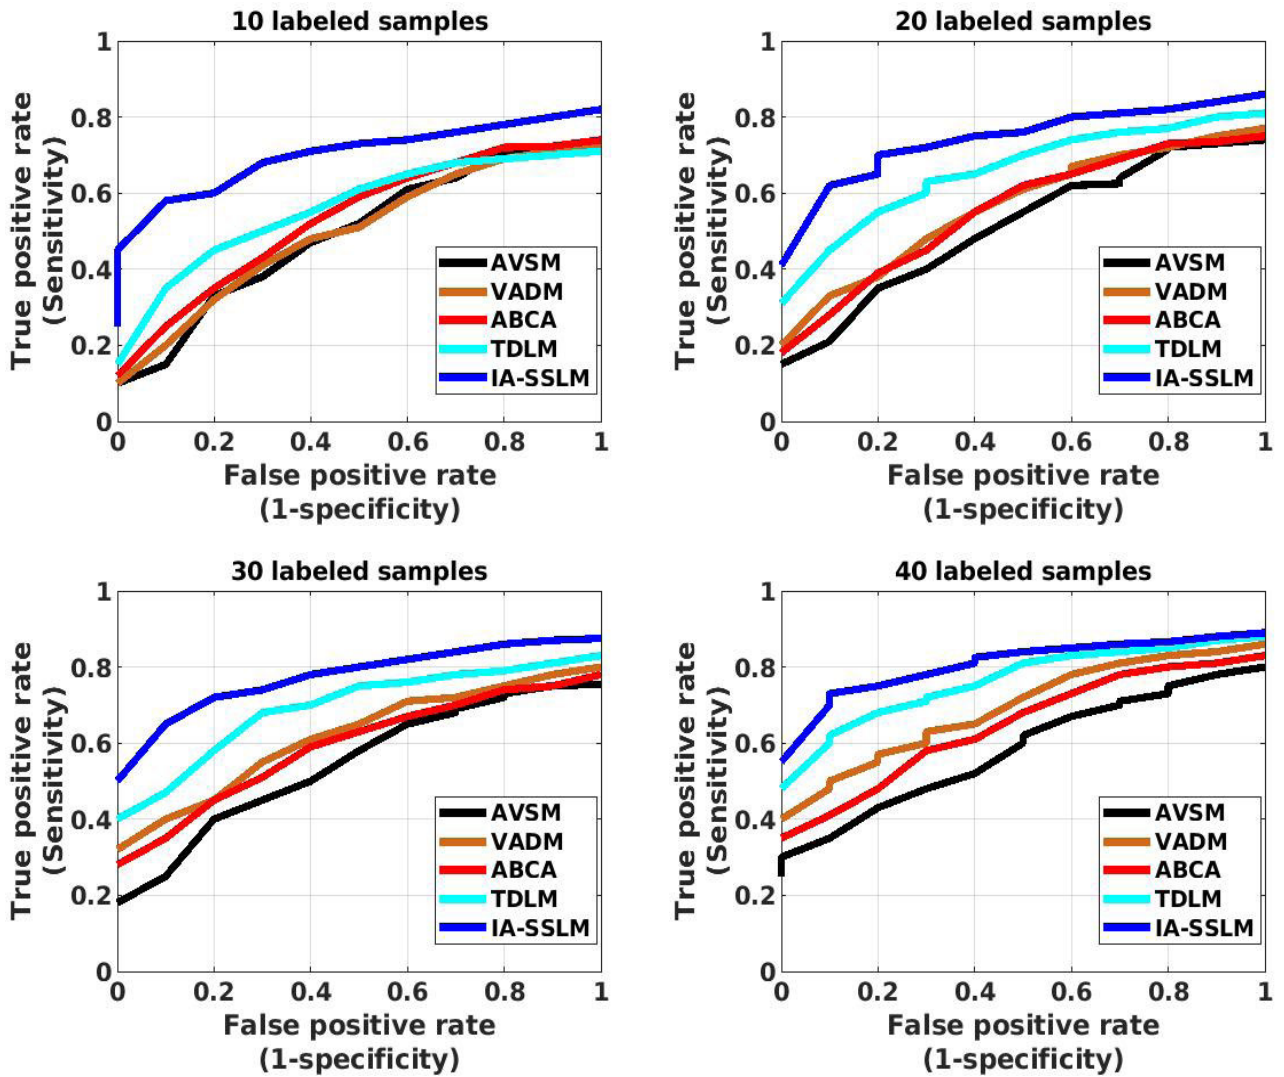 10 labeled samples
True positive rate
(Sensitivity)
1
0.8
0.6
0.4
0.2
0
0 0.2 0.4 0.6 0.8 1
False positive rate
(1-specificity)
AVSM
VADM
ABCA
TDLM
IA-SSLM
20 labeled samples
True positive rate
(Sensitivity)
1
0.8
0.6
0.4
0.2
0
0 0.2 0.4 0.6 0.8 1
False positive rate
(1-specificity)
AVSM
VADM
ABCA
TDLM
IA-SSLM
30 labeled samples
True positive rate
(Sensitivity)
1
0.8
0.6
0.4
0.2
0
0 0.2 0.4 0.6 0.8 1
False positive rate
(1-specificity)
AVSM
VADM
ABCA
TDLM
IA-SSLM
40 labeled samples
True positive rate
(Sensitivity)
1
0.8
0.6
0.4
0.2
0
0 0.2 0.4 0.6 0.8 1
False positive rate
(1-specificity)
AVSM
VADM
ABCA
TDLM
IA-SSLM